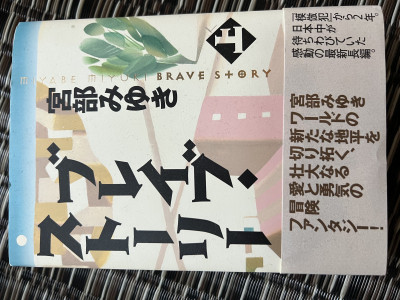 MIYABE MIYUKI BRAVE STORY
上
宮部みゆき
ブレイブ・
ストーリー
『模倣犯』から2年。
日本中が
待ちわびていた
感動の最新長編。
宮部みゆき
ワールドの
新たな地平を
切り拓く、
壮大なる
愛と勇気の
冒険
ファンタジー!